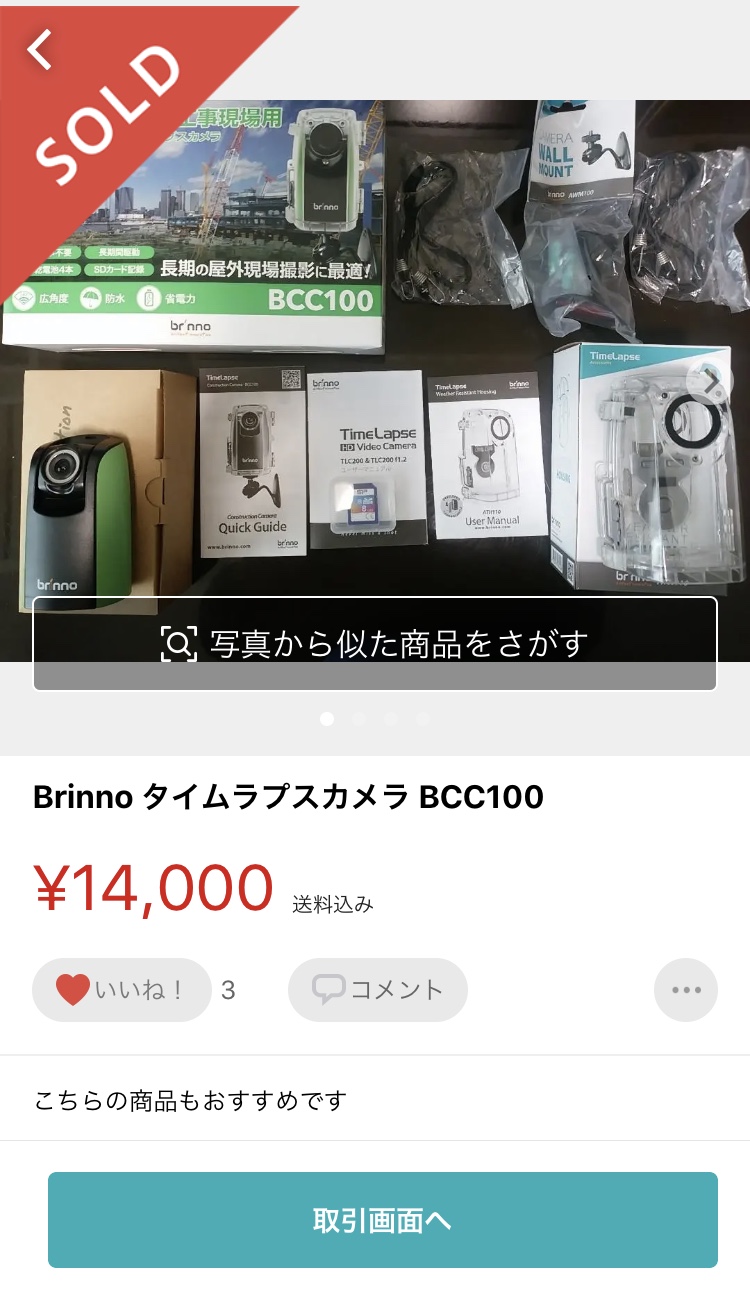 SOLD
工事現場用
プスカメラ
brinno
不要
長期間駆動
乾電池4本
SDカード記録
長期の屋外現場撮影に最適!
広角度
防水
省電力
BCC100
brinno
CAMERA
WALL
MOUNT
brinno AWM100
TimeLapse
Construction Camera BCC100
Construction Camera
Quick Guide
www.brinno.com
brinno
brinno
TimeLapse
HD Video Camera
TLC200 & TLC200 f1.2
ユーザーマニュアル
8
TimeLapse
Weather Resistant Housing
brinno
ATH110
User Manual
www.brinno.com
TimeLapse
HOUSING
brinno
写真から似た商品をさがす
Brinno タイムラプスカメラ BCC100
¥14,000 送料込み
いいね! 3
コメント
こちらの商品もおすすめです
取引画面へ